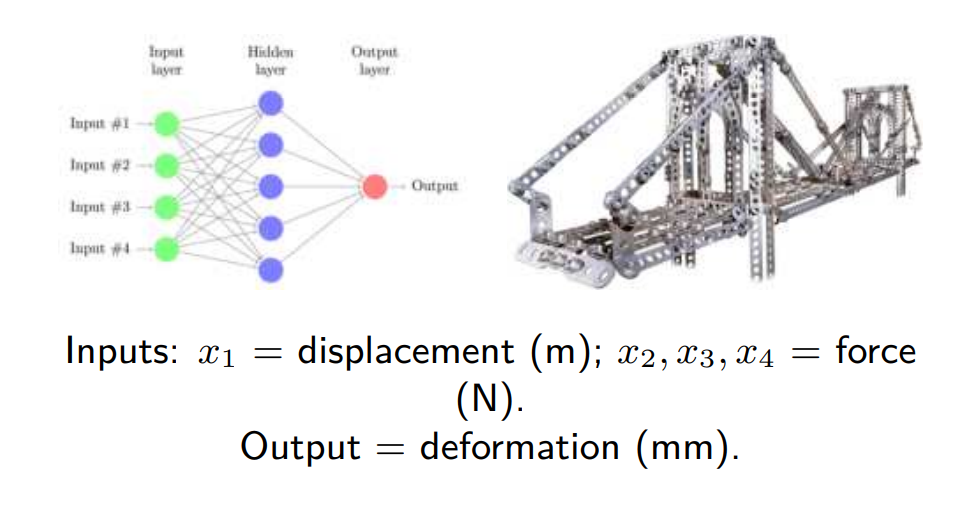 Input layer
Hidden layer
Output layer
Input #1
Input #2
Input #3
Input #4
Output
Inputs: x₁ = displacement (m); x₂, x₃, x₄ = force
(N).
Output = deformation (mm).